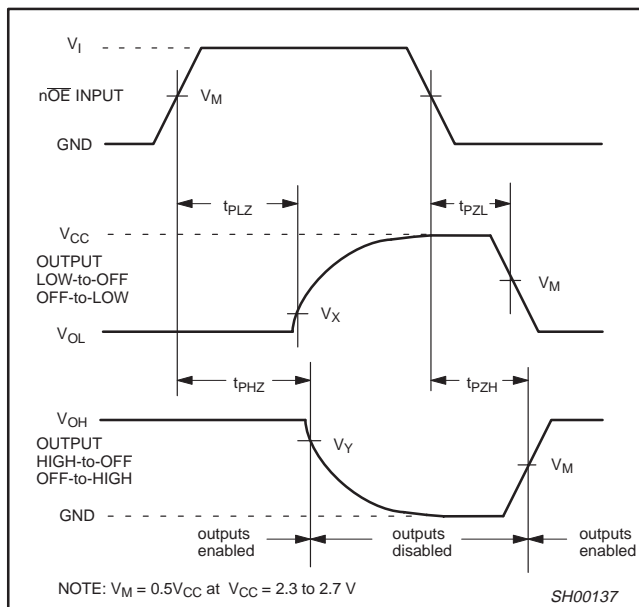 V_I
nOE INPUT
V_M
GND
t_PLZ
t_PZL
V_CC
OUTPUT
LOW-to-OFF
OFF-to-LOW
V_M
V_X
V_OL
t_PHZ
t_PZH
V_OH
OUTPUT
HIGH-to-OFF
OFF-to-HIGH
V_Y
V_M
GND
outputs
enabled
outputs
disabled
outputs
enabled
NOTE: V_M = 0.5V_CC at V_CC = 2.3 to 2.7 V
SH00137